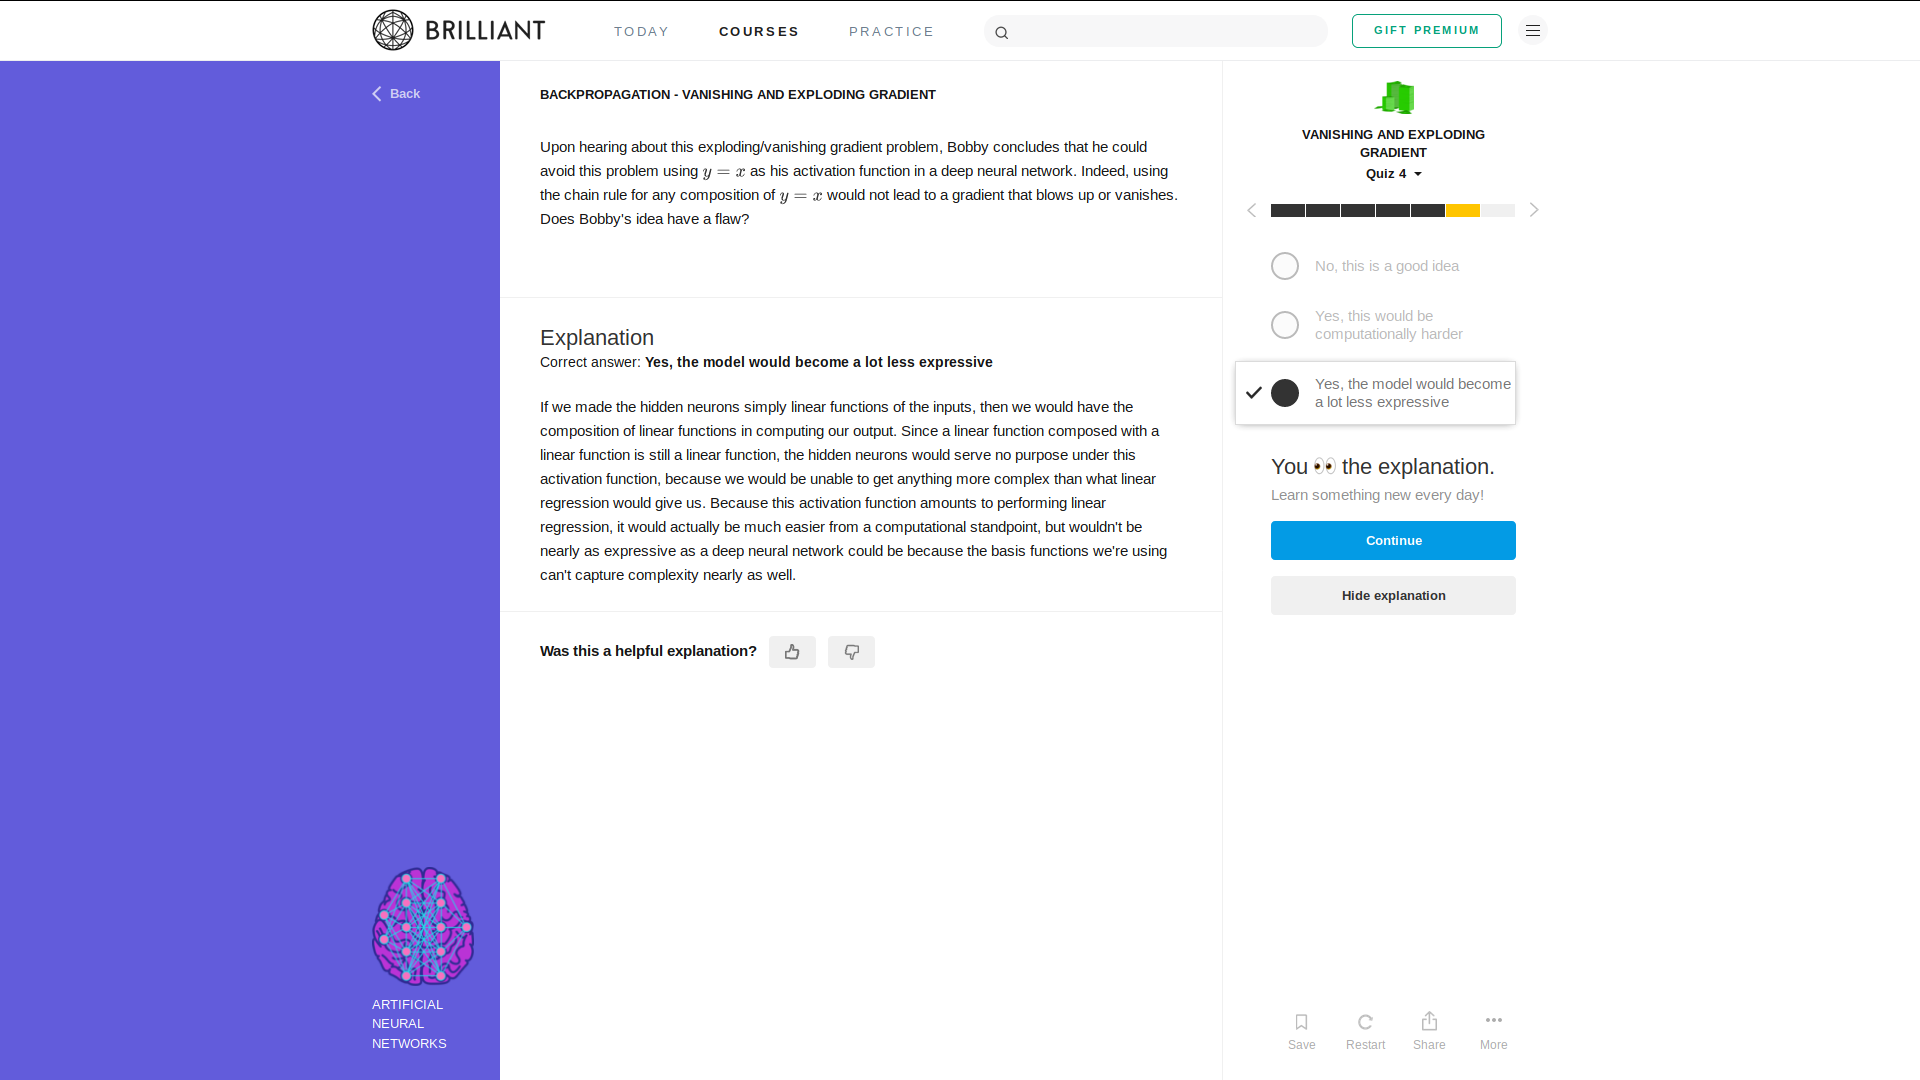 BRILLIANT
TODAY
COURSES
PRACTICE
GIFT PREMIUM
Back
BACKPROPAGATION - VANISHING AND EXPLODING GRADIENT
Upon hearing about this exploding/vanishing gradient problem, Bobby concludes that he could
avoid this problem using y = x as his activation function in a deep neural network. Indeed, using
the chain rule for any composition of y = x would not lead to a gradient that blows up or vanishes.
Does Bobby's idea have a flaw?
Explanation
Correct answer: Yes, the model would become a lot less expressive
If we made the hidden neurons simply linear functions of the inputs, then we would have the
composition of linear functions in computing our output. Since a linear function composed with a
linear function is still a linear function, the hidden neurons would serve no purpose under this
activation function, because we would be unable to get anything more complex than what linear
regression would give us. Because this activation function amounts to performing linear
regression, it would actually be much easier from a computational standpoint, but wouldn't be
nearly as expressive as a deep neural network could be because the basis functions we're using
can't capture complexity nearly as well.
Was this a helpful explanation?
VANISHING AND EXPLODING
GRADIENT
Quiz 4
No, this is a good idea
Yes, this would be
computationally harder
Yes, the model would become
a lot less expressive
You 👀 the explanation.
Learn something new every day!
Continue
Hide explanation
ARTIFICIAL
NEURAL
NETWORKS
Save
Restart
Share
More